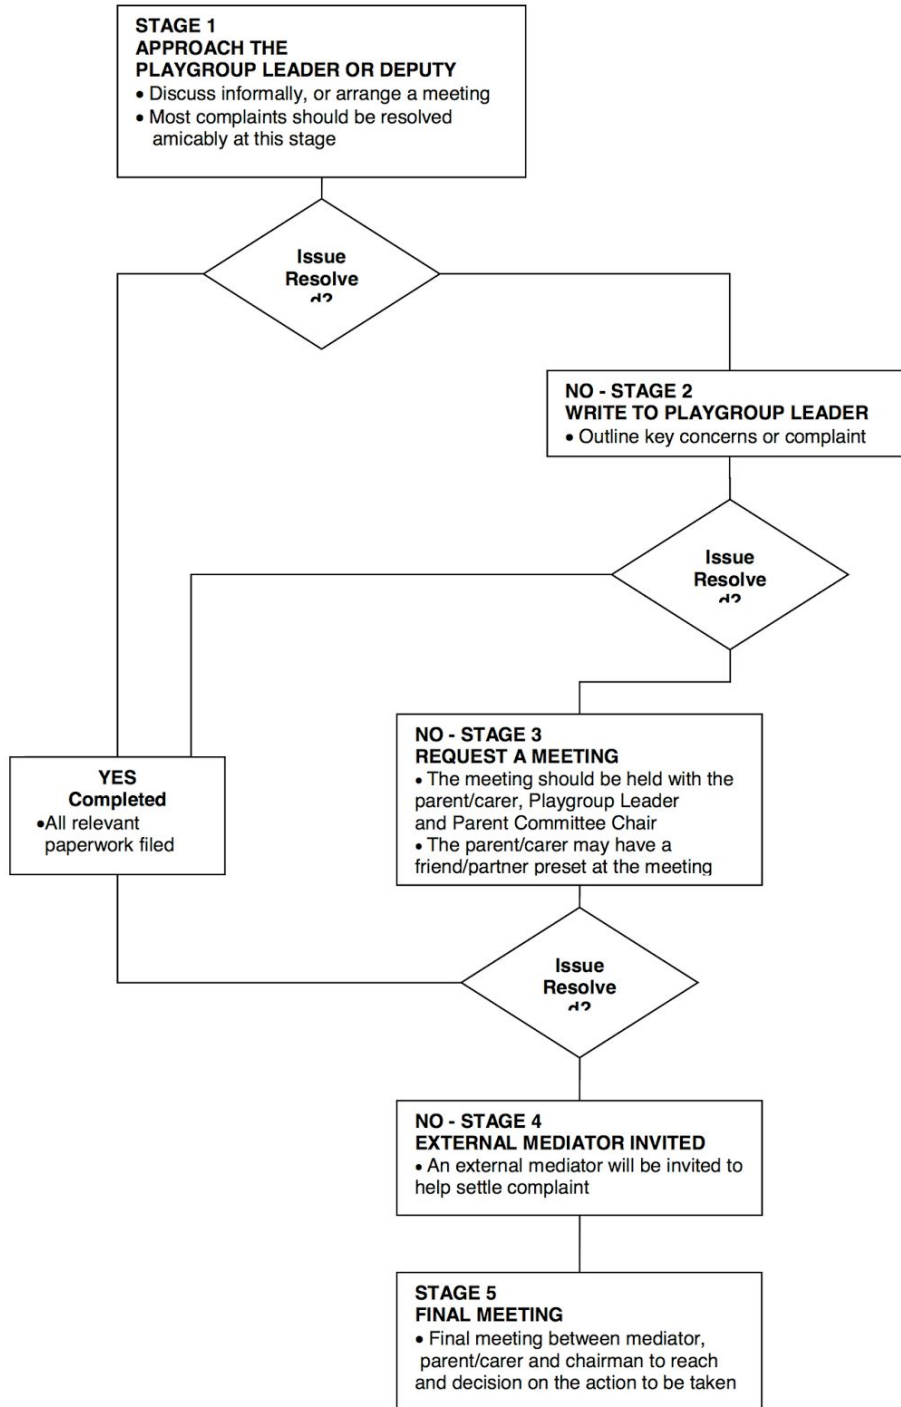 STAGE 1
APPROACH THE
PLAYGROUP LEADER OR DEPUTY
• Discuss informally, or arrange a meeting
• Most complaints should be resolved
amicably at this stage
Issue
Resolve
d?
NO - STAGE 2
WRITE TO PLAYGROUP LEADER
• Outline key concerns or complaint
Issue
Resolve
d?
NO - STAGE 3
REQUEST A MEETING
• The meeting should be held with the
parent/carer, Playgroup Leader
and Parent Committee Chair
• The parent/carer may have a
friend/partner preset at the meeting
YES
Completed
•All relevant
paperwork filed
Issue
Resolve
d?
NO - STAGE 4
EXTERNAL MEDIATOR INVITED
• An external mediator will be invited to
help settle complaint
STAGE 5
FINAL MEETING
• Final meeting between mediator,
parent/carer and chairman to reach
and decision on the action to be taken